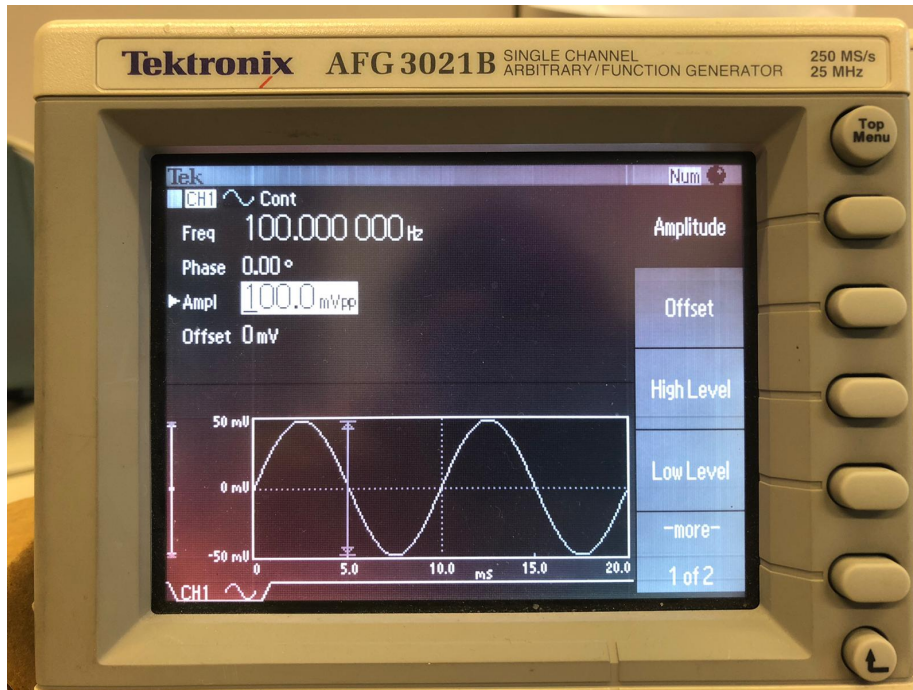 Tektronix AFG 3021B SINGLE CHANNEL ARBITRARY/FUNCTION GENERATOR 250 MS/s 25 MHz
Top Menu
Tek Num
CH1 Cont
Freq 100.000 000 Hz
Amplitude
Phase 0.00 °
Ampl 100.0 mVpp
Offset 0 mV
Offset
High Level
Low Level
-more-
1 of 2
50 mV
0 mV
-50 mV
0 5.0 10.0 ms 15.0 20.0
CH1